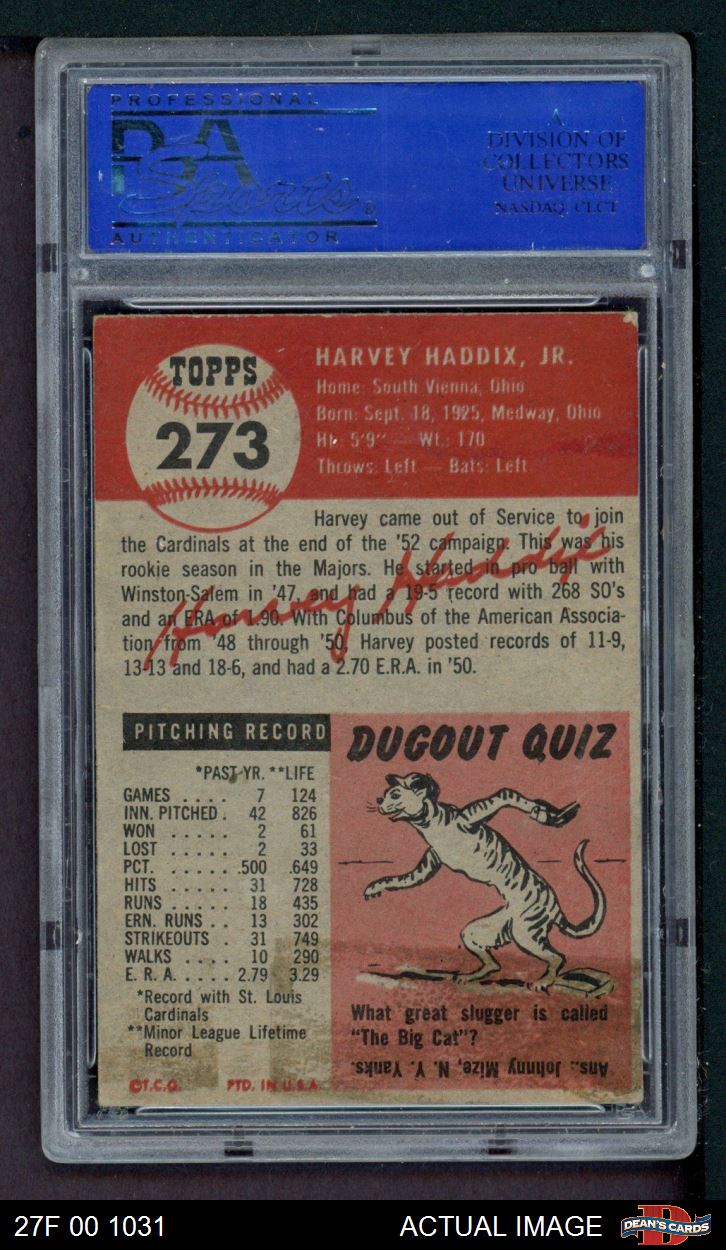 PROFESSIONAL
PSA
Sports®
AUTHENTICATOR
A
DIVISION OF
COLLECTORS
UNIVERSE
NASDAQ: CLCT
TOPPS
273
HARVEY HADDIX, JR.
Home: South Vienna, Ohio
Born: Sept. 18, 1925, Medway, Ohio
Ht. 5'9" — Wt.: 170
Throws: Left — Bats: Left
Harvey came out of Service to join
the Cardinals at the end of the '52 campaign. This was his
rookie season in the Majors. He started in pro ball with
Winston-Salem in '47, and had a 19-5 record with 268 SO's
and an ERA of 1.90. With Columbus of the American Associa-
tion from '48 through '50, Harvey posted records of 11-9,
13-13 and 18-6, and had a 2.70 E.R.A. in '50.
Harvey Haddix
PITCHING RECORD
*PAST YR. **LIFE
GAMES . . . . 7 124
INN. PITCHED . 42 826
WON . . . . . 2 61
LOST . . . . . 2 33
PCT. . . . . . .500 .649
HITS . . . . . 31 728
RUNS . . . . . 18 435
ERN. RUNS . . 13 302
STRIKEOUTS . 31 749
WALKS . . . . 10 290
E. R. A. . . . . . 2.79 3.29
*Record with St. Louis
Cardinals
**Minor League Lifetime
Record
©T.C.G. PTD. IN U.S.A.
DUGOUT QUIZ
What great slugger is called
"The Big Cat"?
Ans.: Johnny Mize, N. Y. Yanks.
27F 00 1031
ACTUAL IMAGE
D
DEAN'S CARDS